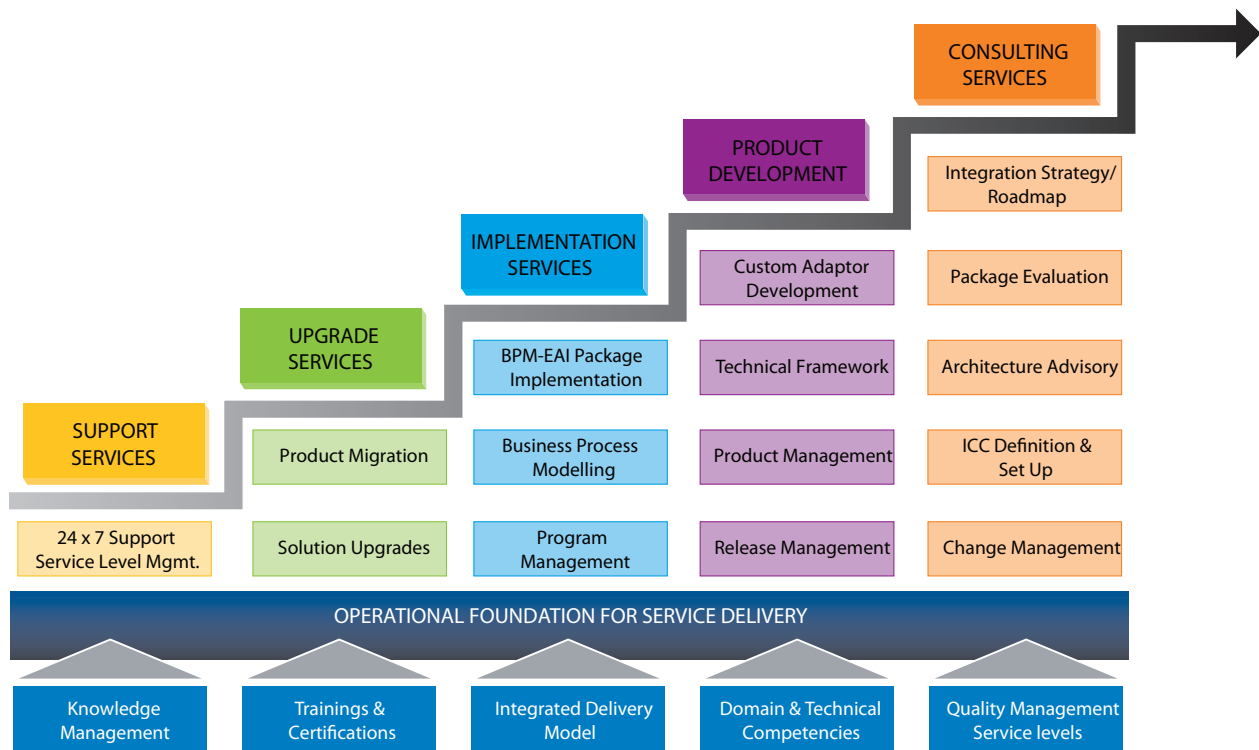 CONSULTING
SERVICES
PRODUCT
DEVELOPMENT
IMPLEMENTATION
SERVICES
UPGRADE
SERVICES
SUPPORT
SERVICES
24 x 7 Support
Service Level Mgmt.
Product Migration
Solution Upgrades
BPM-EAI Package
Implementation
Business Process
Modelling
Program
Management
Custom Adaptor
Development
Technical Framework
Product Management
Release Management
Integration Strategy/
Roadmap
Package Evaluation
Architecture Advisory
ICC Definition &
Set Up
Change Management
OPERATIONAL FOUNDATION FOR SERVICE DELIVERY
Knowledge
Management
Trainings &
Certifications
Integrated Delivery
Model
Domain & Technical
Competencies
Quality Management
Service levels